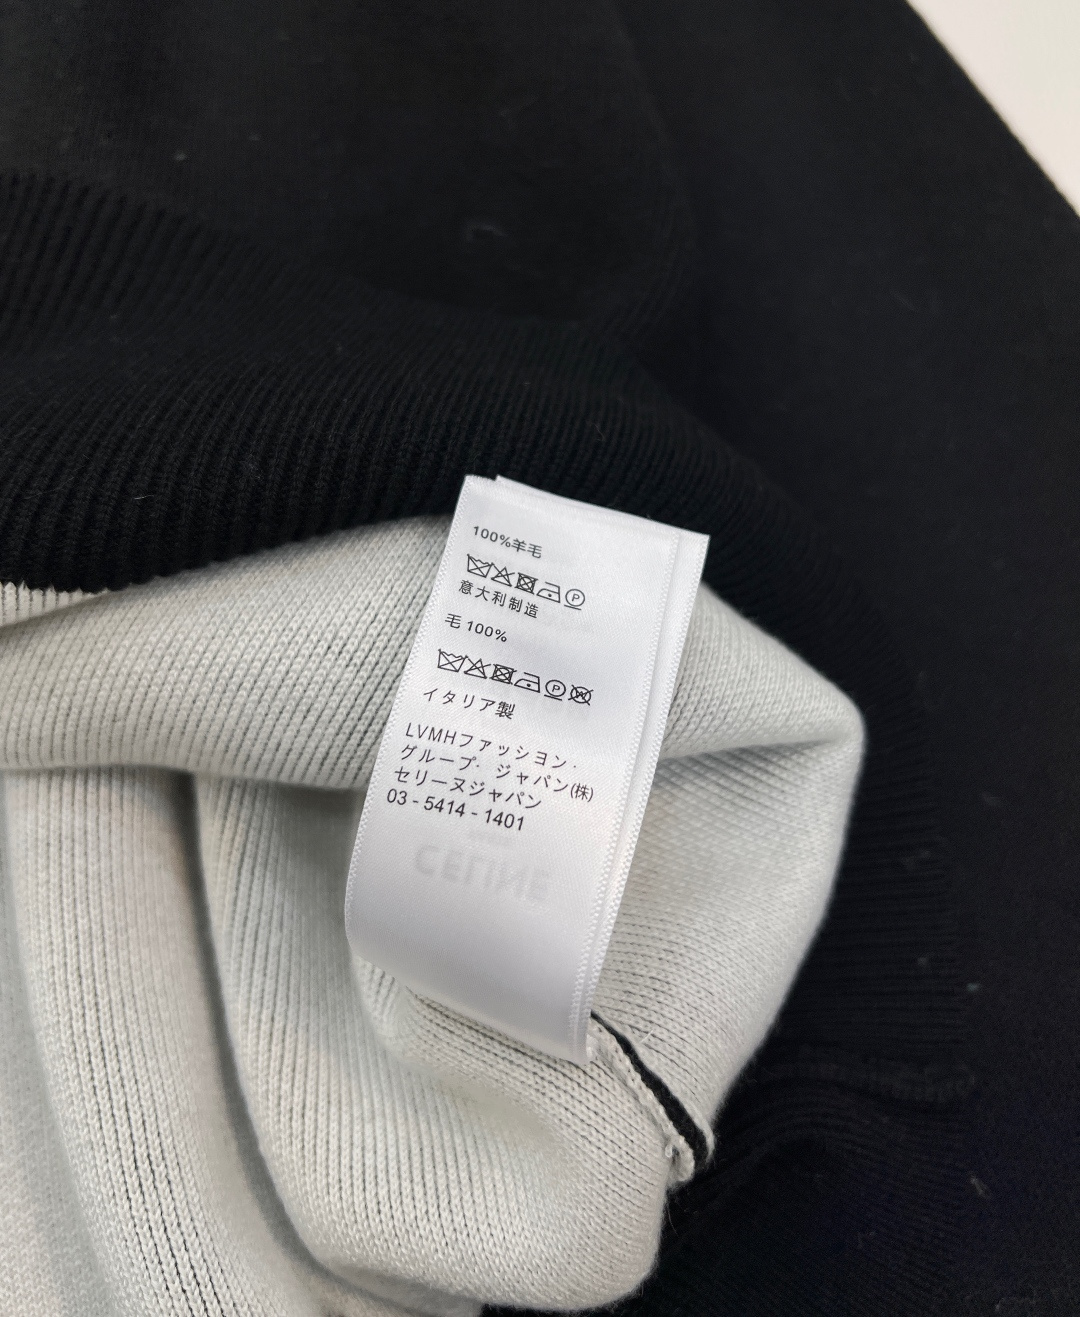 100%羊毛
P
意大利制造
毛 100%
P W
イタリア製
LVMHファッション・
グループ・ジャパン(株)
セリーヌジャパン
03 - 5414 - 1401
CELINE